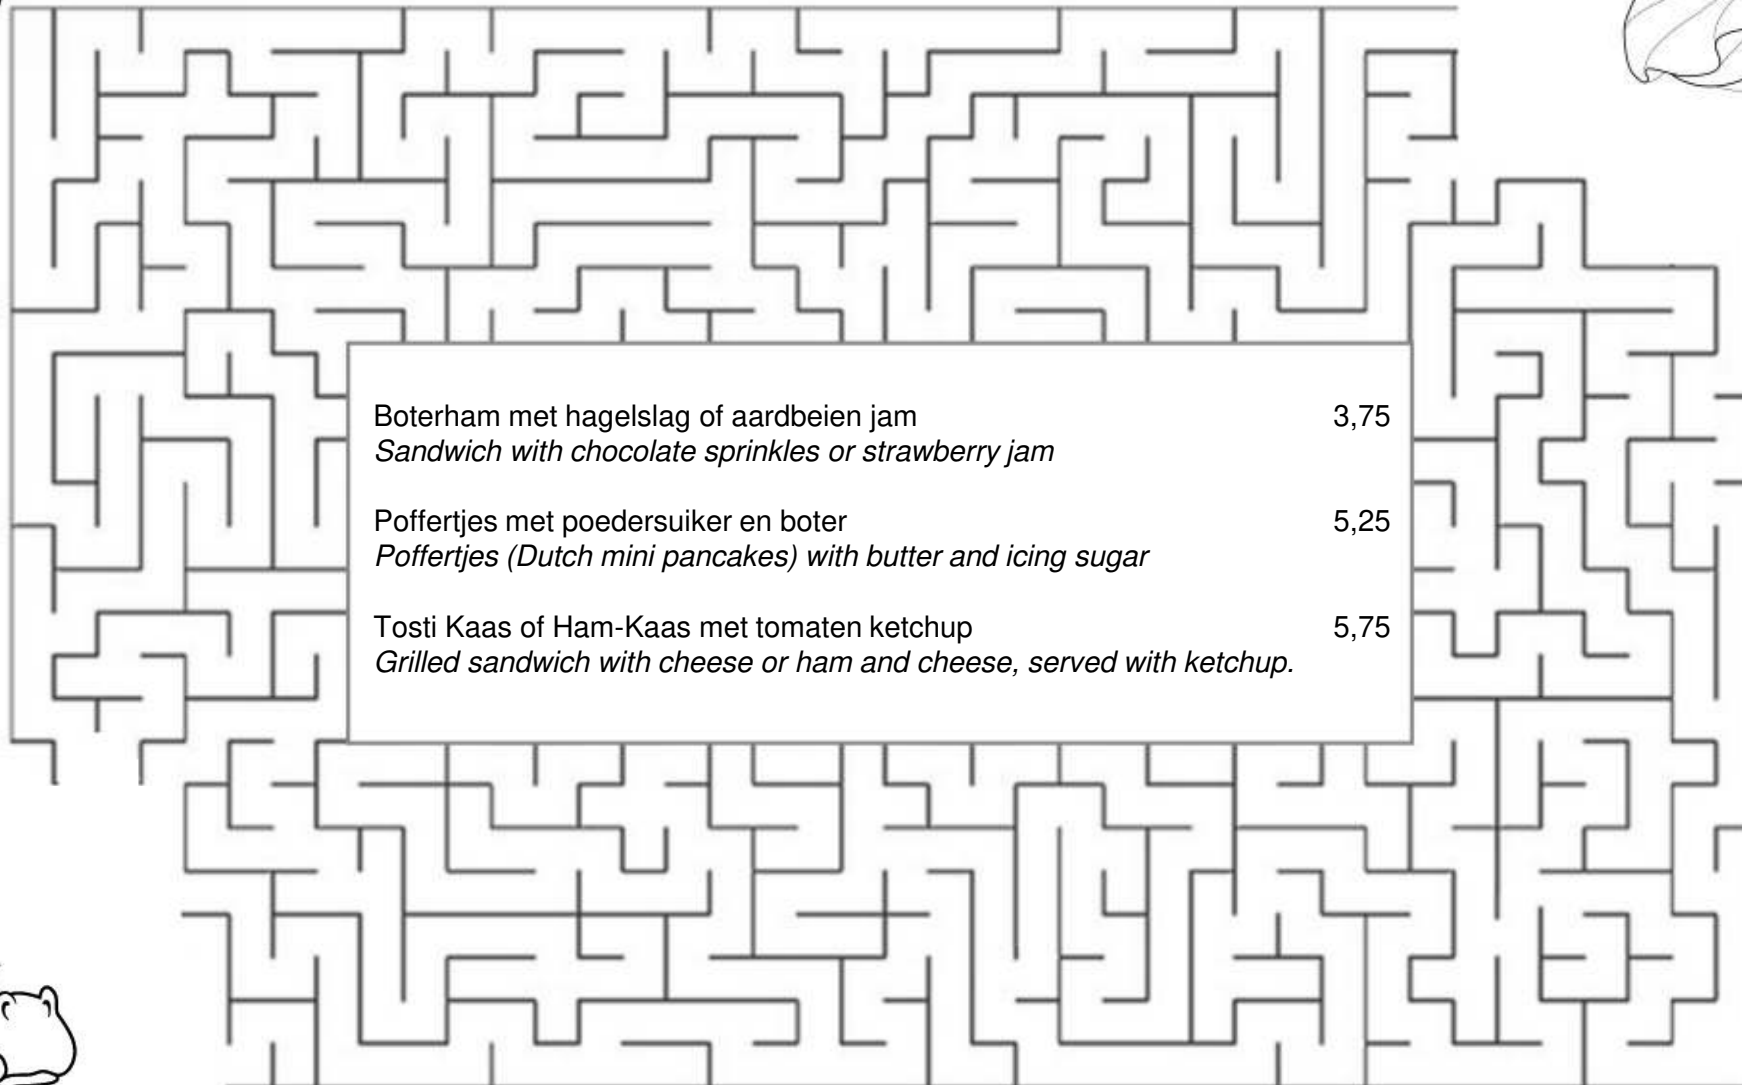 Boterham met hagelslag of aardbeien jam 3,75
Sandwich with chocolate sprinkles or strawberry jam
Poffertjes met poedersuiker en boter 5,25
Poffertjes (Dutch mini pancakes) with butter and icing sugar
Tosti Kaas of Ham-Kaas met tomaten ketchup 5,75
Grilled sandwich with cheese or ham and cheese, served with ketchup.